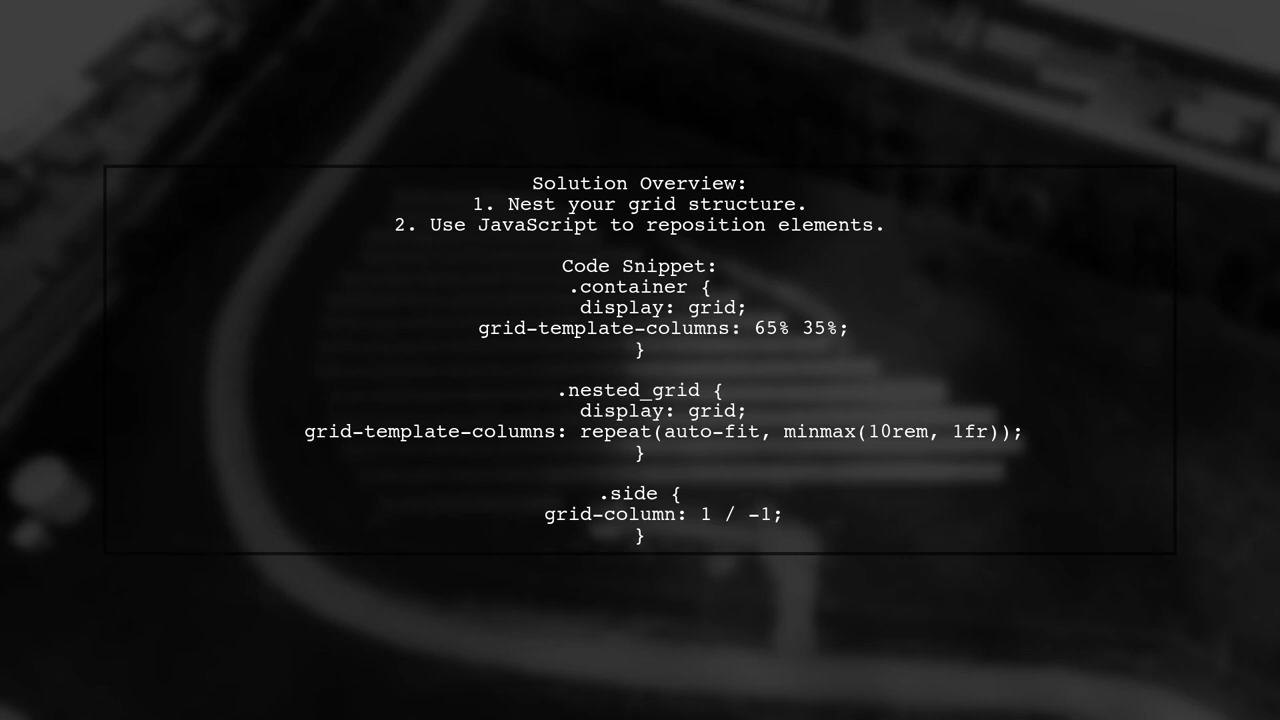 Solution Overview:
1. Nest your grid structure.
2. Use JavaScript to reposition elements.
Code Snippet:
.container {
display: grid;
grid-template-columns: 65% 35%;
}
.nested_grid {
display: grid;
grid-template-columns: repeat(auto-fit, minmax(10rem, 1fr));
}
.side {
grid-column: 1 / -1;
}